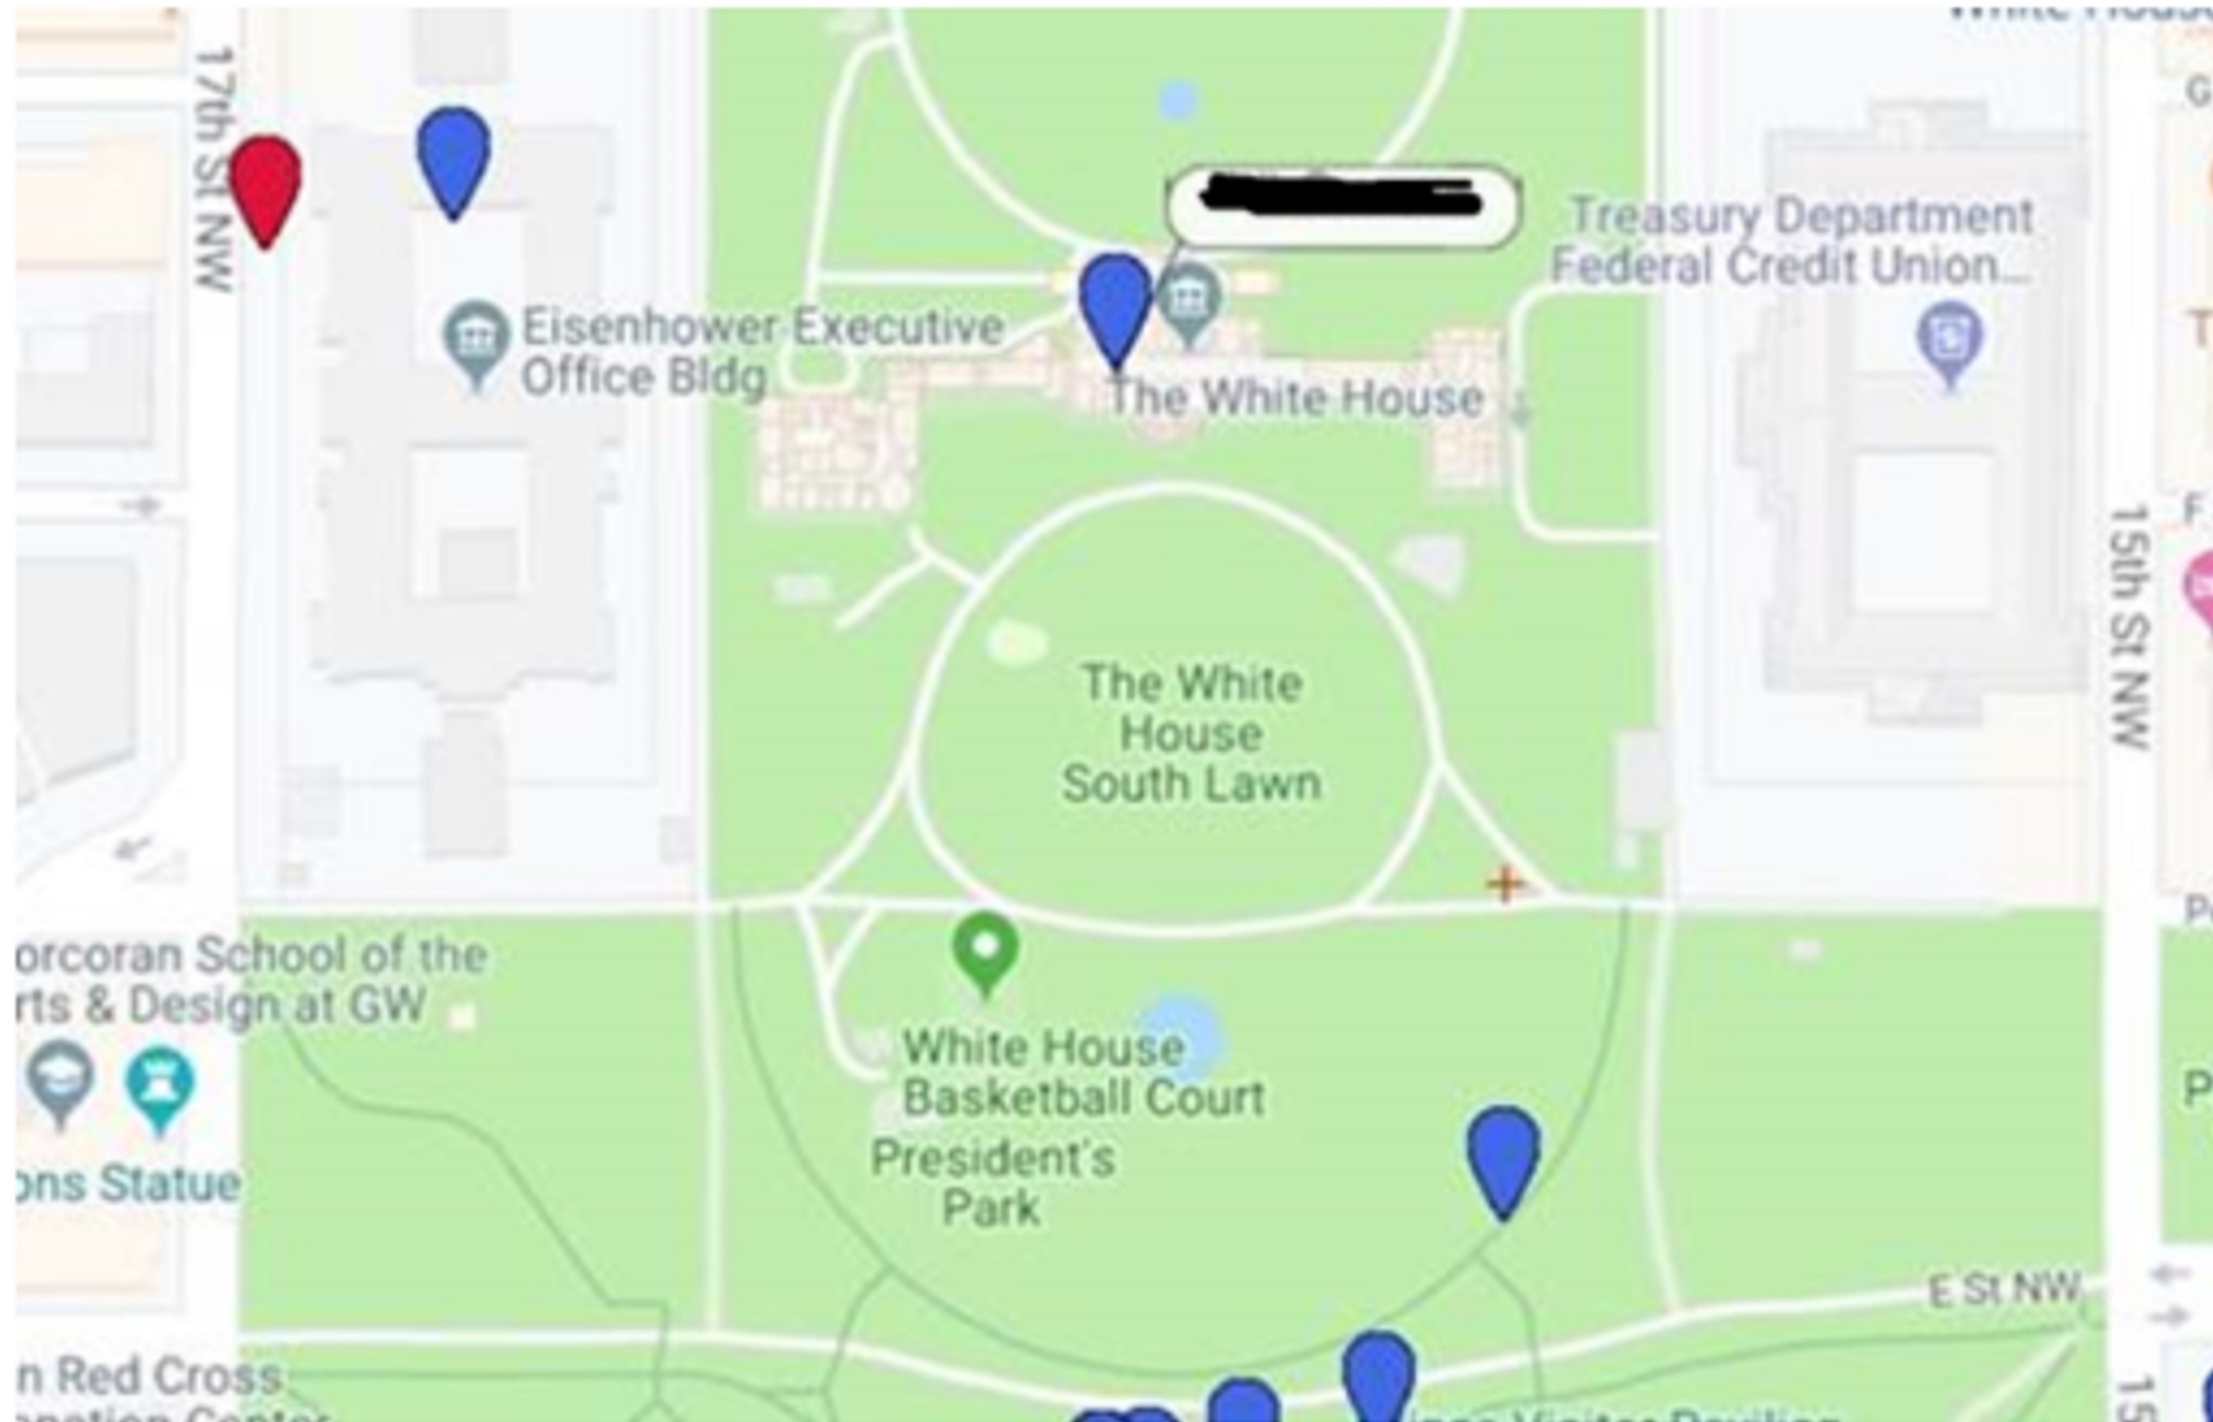 17th St NW
Treasury Department
Federal Credit Union...
Eisenhower Executive
Office Bldg
The White House
15th St NW
F
The White
House
South Lawn
orcoran School of the
rts & Design at GW
White House
Basketball Court
President's
Park
ons Statue
P
E St NW
n Red Cross
15